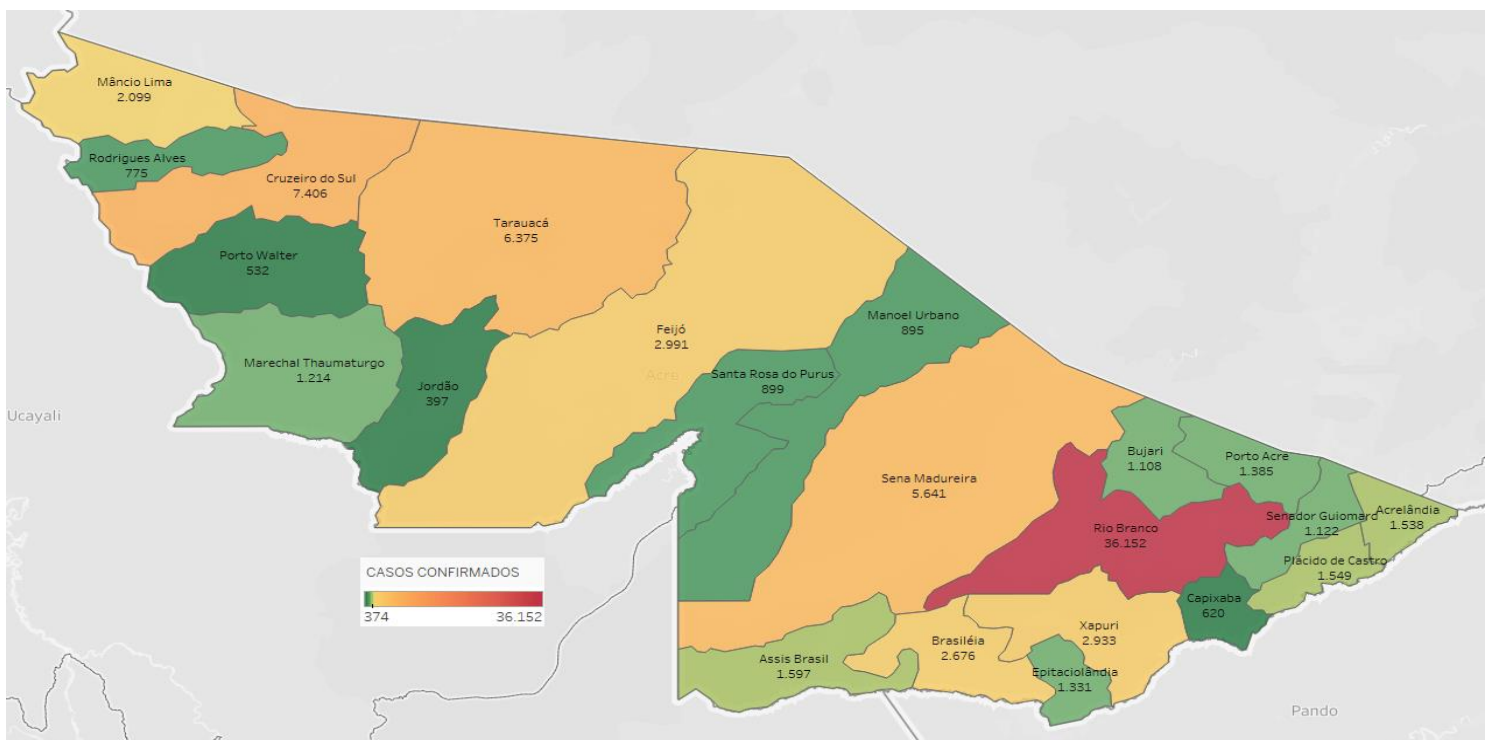 Mâncio Lima
2.099
Rodrigues Alves
775
Cruzeiro do Sul
7.406
Tarauacá
6.375
Porto Walter
532
Manoel Urbano
895
Feijó
2.991
Acre
Marechal Thaumaturgo
1.214
Jordão
397
Santa Rosa do Purus
899
Ucayali
Sena Madureira
5.641
Bujari
1.108
Porto Acre
1.385
Rio Branco
36.152
Senador Guiomard
1.122
Acrelândia
1.538
Plácido de Castro
1.549
CASOS CONFIRMADOS
374 36.152
Capixaba
620
Xapuri
2.933
Brasiléia
2.676
Assis Brasil
1.597
Epitaciolândia
1.331
Pando